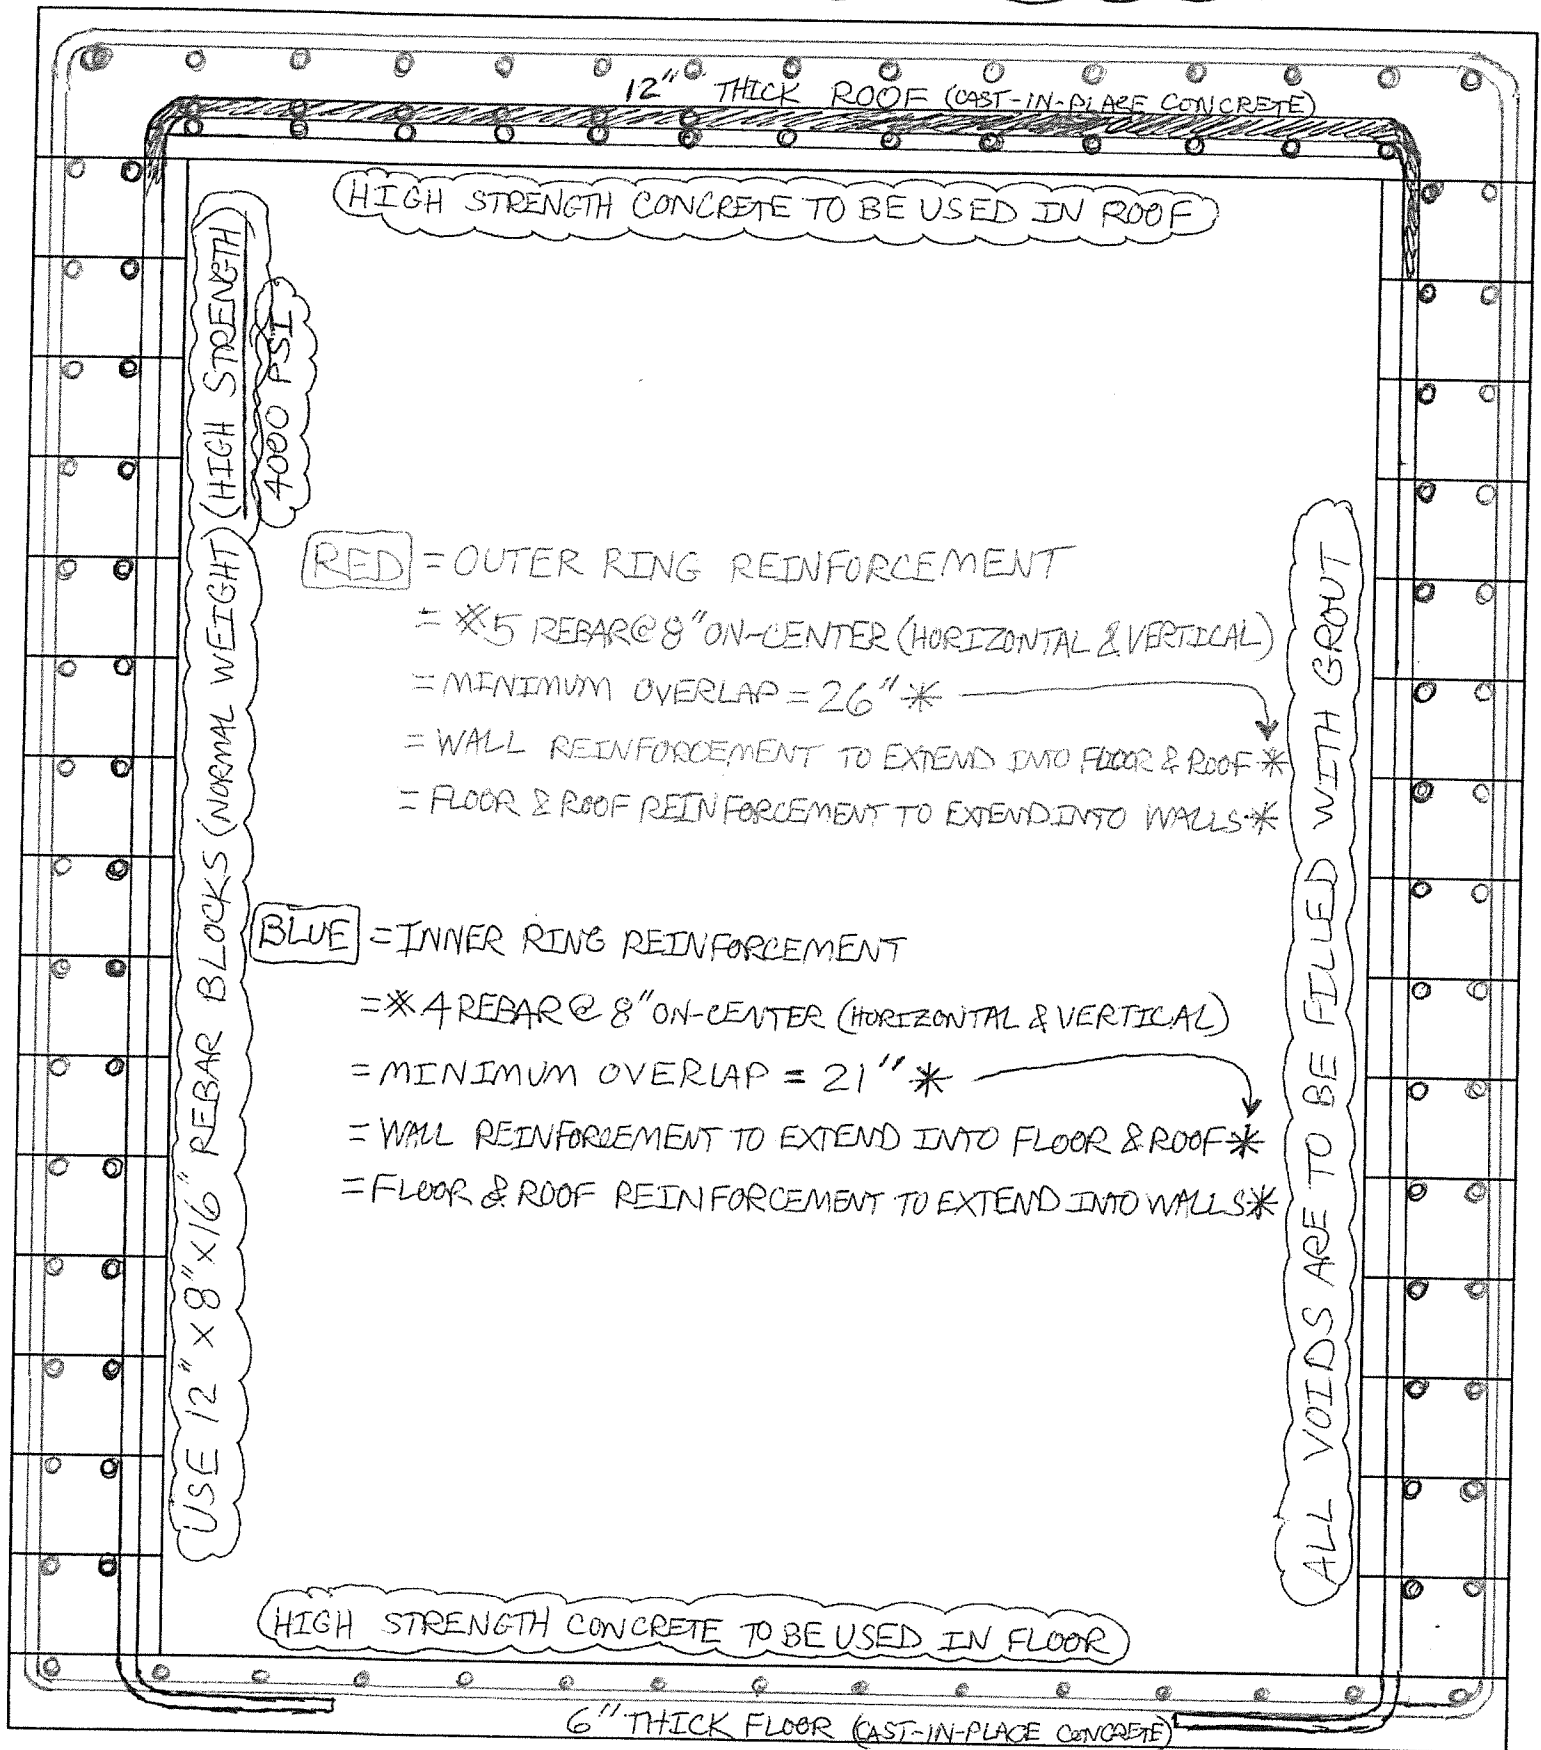 12" THICK ROOF (CAST-IN-PLACE CONCRETE)
HIGH STRENGTH CONCRETE TO BE USED IN ROOF
USE 12" X 8" X 16" REBAR BLOCKS (NORMAL WEIGHT) (HIGH STRENGTH
4000 PSI
RED = OUTER RING REINFORCEMENT
= #5 REBAR @ 8" ON-CENTER (HORIZONTAL & VERTICAL)
= MINIMUM OVERLAP = 26" *
= WALL REINFORCEMENT TO EXTEND INTO FLOOR & ROOF *
= FLOOR & ROOF REINFORCEMENT TO EXTEND INTO WALLS *
BLUE = INNER RING REINFORCEMENT
= #4 REBAR @ 8" ON-CENTER (HORIZONTAL & VERTICAL)
= MINIMUM OVERLAP = 21" *
= WALL REINFORCEMENT TO EXTEND INTO FLOOR & ROOF *
= FLOOR & ROOF REINFORCEMENT TO EXTEND INTO WALLS *
ALL VOIDS ARE TO BE FILLED WITH GROUT
HIGH STRENGTH CONCRETE TO BE USED IN FLOOR
6" THICK FLOOR (CAST-IN-PLACE CONCRETE)